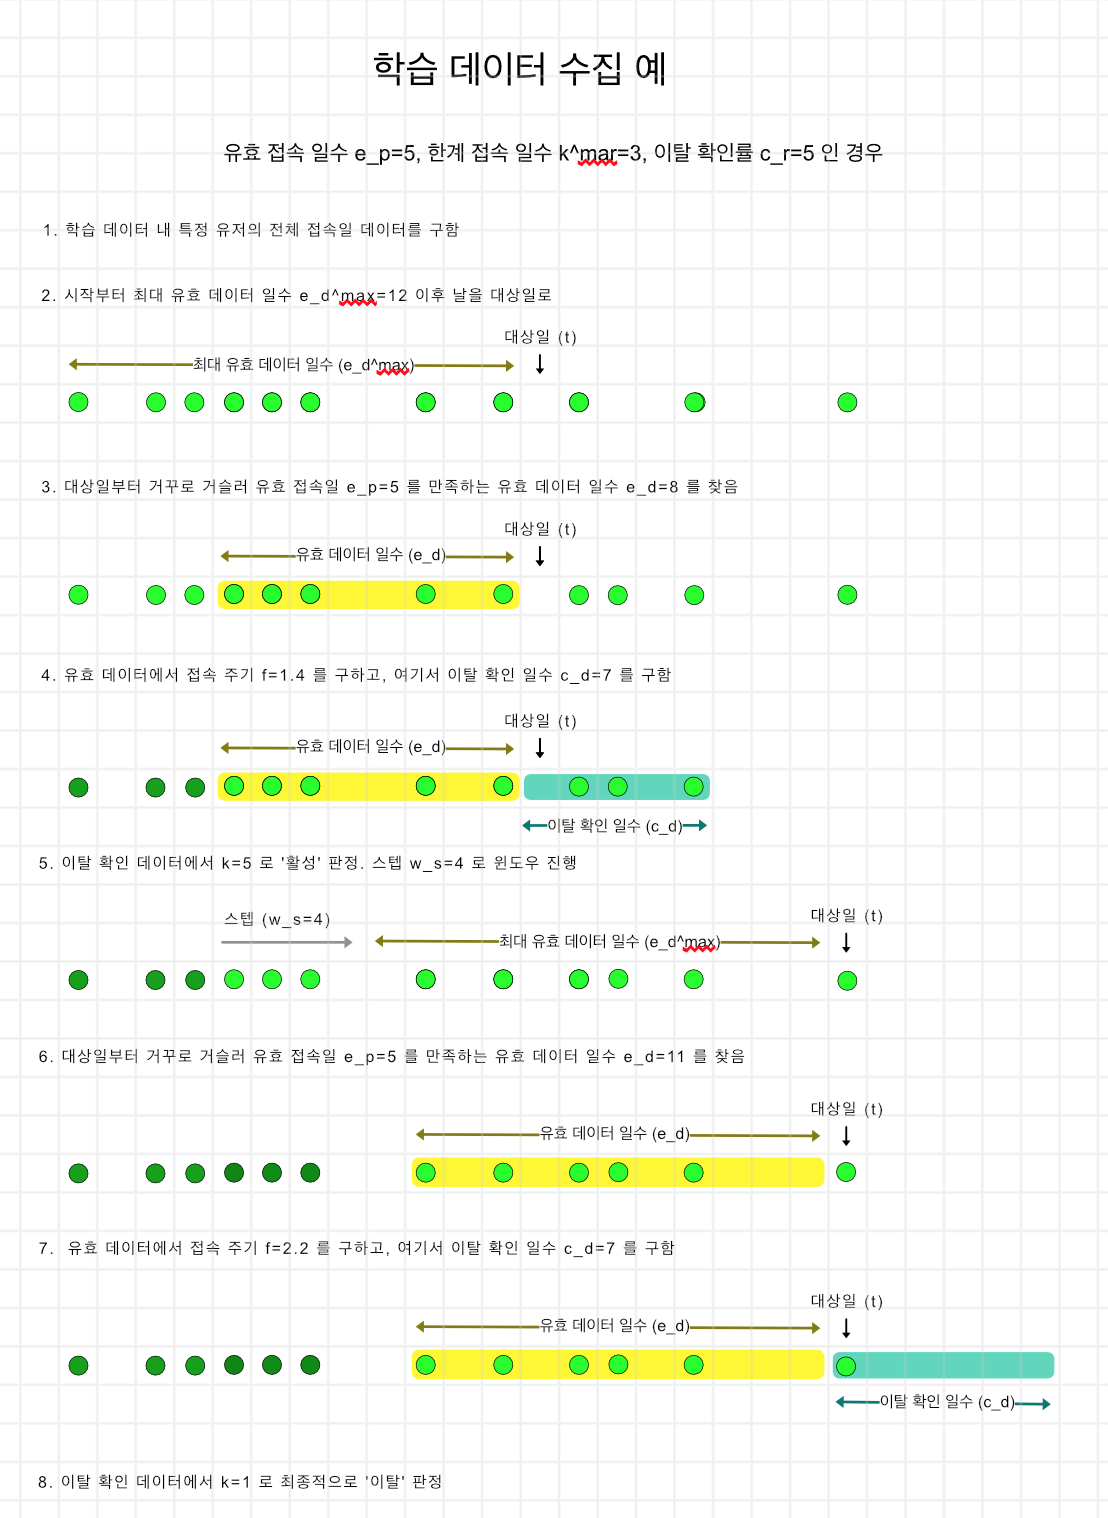 학습 데이터 수집 예
유효 접속 일수 e_p=5, 한계 접속 일수 k^mar=3, 이탈 확인률 c_r=5 인 경우
1. 학습 데이터 내 특정 유저의 전체 접속일 데이터를 구함
2. 시작부터 최대 유효 데이터 일수 e_d^max=12 이후 날을 대상일로
대상일 (t)
최대 유효 데이터 일수 (e_d^max)
3. 대상일부터 거꾸로 거슬러 유효 접속일 e_p=5 를 만족하는 유효 데이터 일수 e_d=8 를 찾음
대상일 (t)
유효 데이터 일수 (e_d)
4. 유효 데이터에서 접속 주기 f=1.4 를 구하고, 여기서 이탈 확인 일수 c_d=7 를 구함
대상일 (t)
유효 데이터 일수 (e_d)
이탈 확인 일수 (c_d)
5. 이탈 확인 데이터에서 k=5 로 '활성' 판정. 스텝 w_s=4 로 윈도우 진행
대상일 (t)
스텝 (w_s=4)
최대 유효 데이터 일수 (e_d^max)
6. 대상일부터 거꾸로 거슬러 유효 접속일 e_p=5 를 만족하는 유효 데이터 일수 e_d=11 를 찾음
대상일 (t)
유효 데이터 일수 (e_d)
7. 유효 데이터에서 접속 주기 f=2.2 를 구하고, 여기서 이탈 확인 일수 c_d=7 를 구함
대상일 (t)
유효 데이터 일수 (e_d)
이탈 확인 일수 (c_d)
8. 이탈 확인 데이터에서 k=1 로 최종적으로 '이탈' 판정